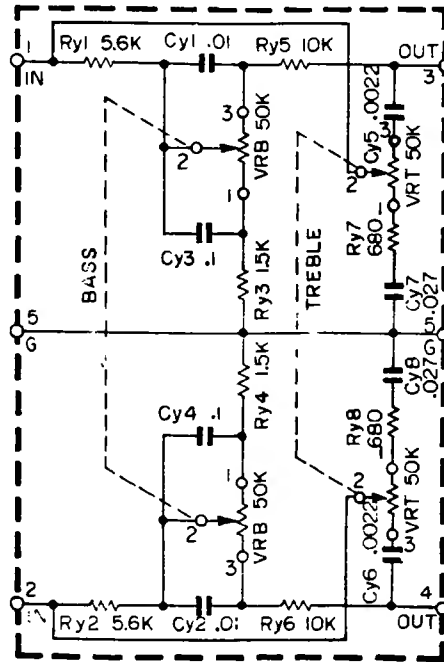 1
IN
Ry1 5.6K
Cy1 .01
Ry5 10K
OUT
3
Cy5 .0022
3
2
1
VRB 50K
3
2
1
VRT 50K
Cy3 .1
Ry3 1.5K
Ry7 680
Cy7 .027
BASS
TREBLE
5
G
5
G
Ry4 1.5K
Cy8 .027
Ry8 680
Cy4 .1
1
2
3
VRB 50K
1
2
3
VRT 50K
Cy6 .0022
2
Ry2 5.6K
Cy2 .01
Ry6 10K
4
OUT